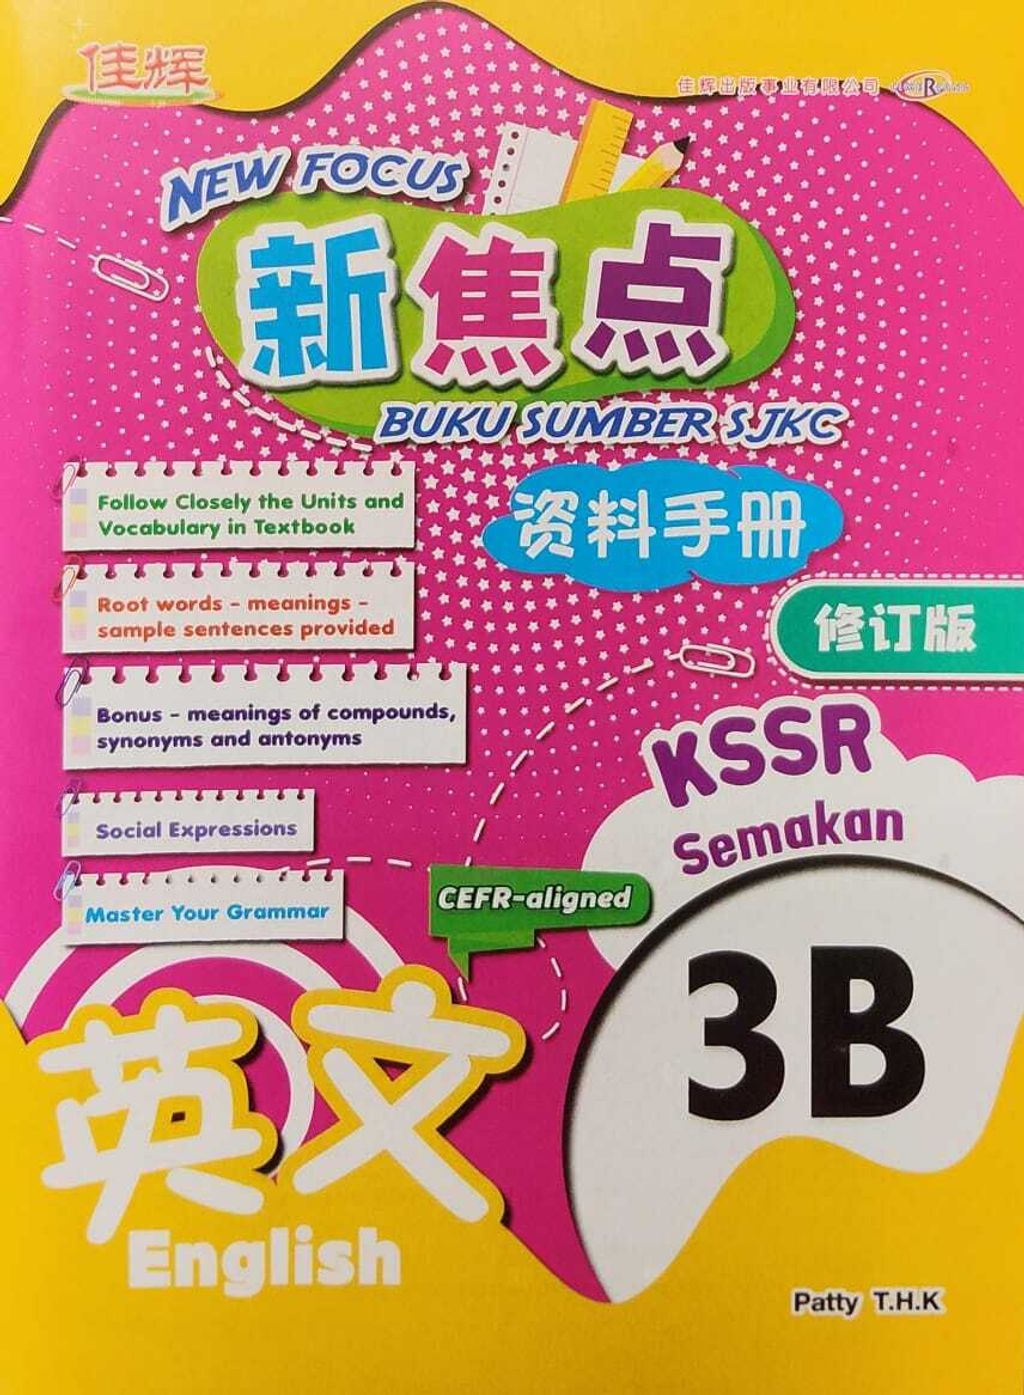 佳辉
佳辉出版事业有限公司
NEW FOCUS
新焦点
BUKU SUMBER SJKC
资料手册
Follow Closely the Units and
Vocabulary in Textbook
Root words - meanings -
sample sentences provided
修订版
Bonus - meanings of compounds,
synonyms and antonyms
KSSR
Semakan
Social Expressions
CEFR-aligned
Master Your Grammar
3B
英文
English
Patty T.H.K